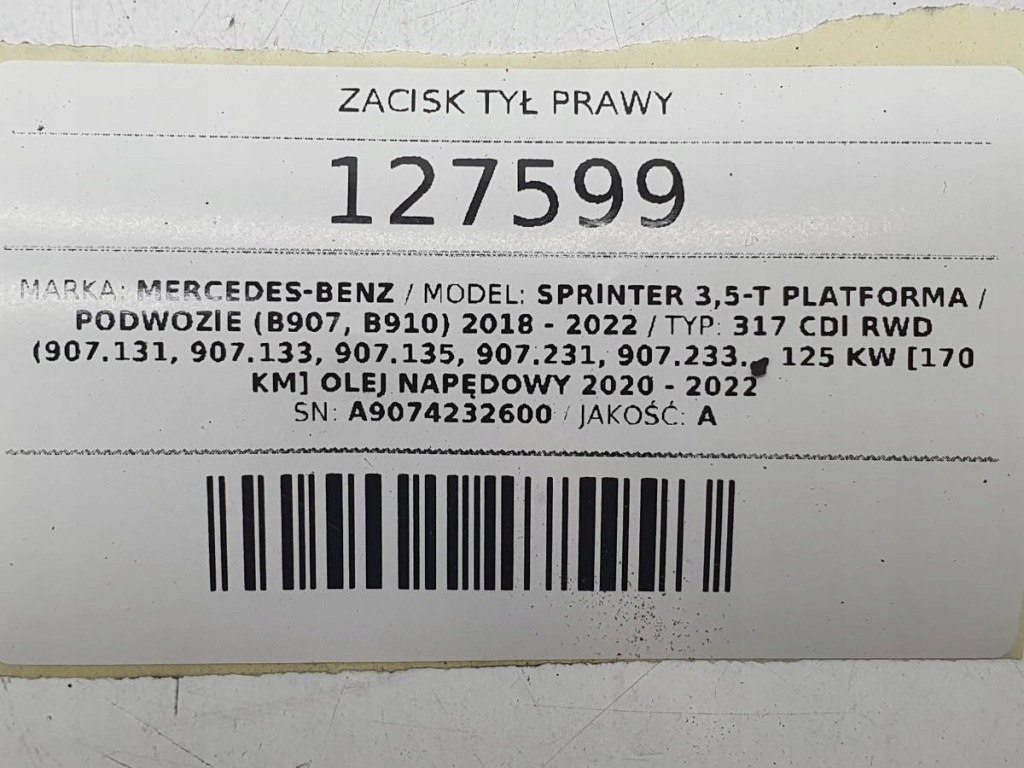 ZACISK TYŁ PRAWY
127599
MARKA: MERCEDES-BENZ / MODEL: SPRINTER 3,5-T PLATFORMA /
PODWOZIE (B907, B910) 2018 - 2022 / TYP: 317 CDI RWD
(907.131, 907.133, 907.135, 907.231, 907.233... 125 KW [170
KM] OLEJ NAPĘDOWY 2020 - 2022
SN: A9074232600 / JAKOŚĆ: A